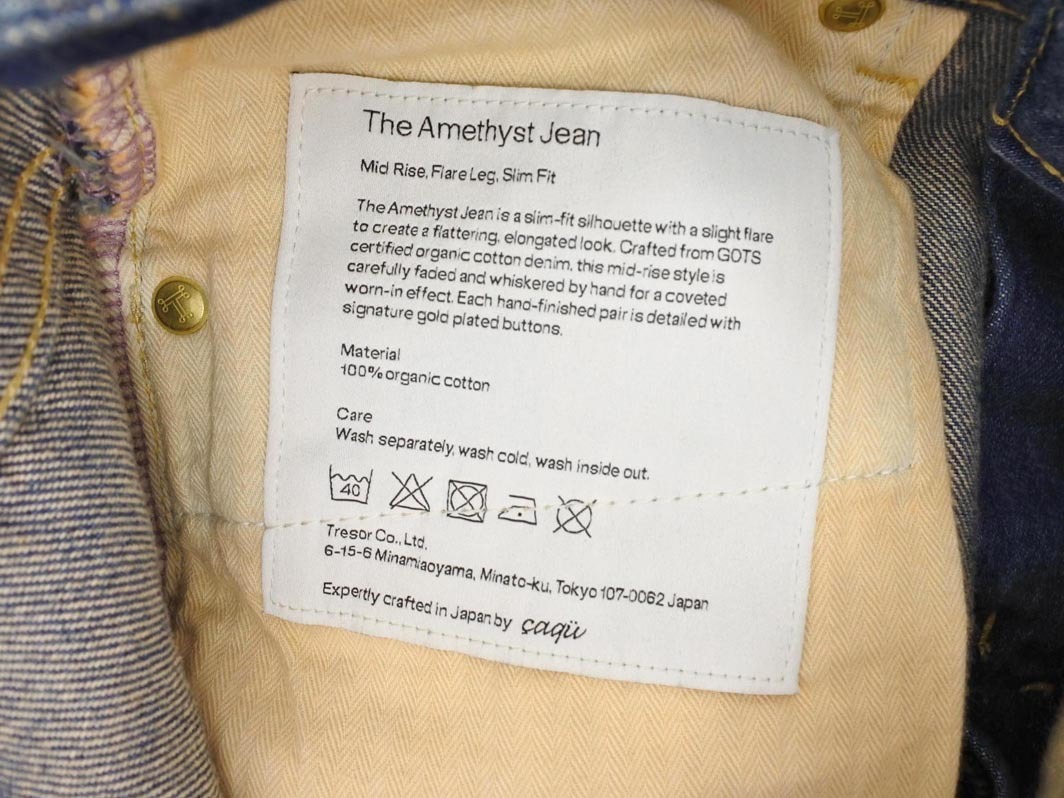 The Amethyst Jean
Mid Rise, Flare Leg, Slim Fit
The Amethyst Jean is a slim-fit silhouette with a slight flare
to create a flattering, elongated look. Crafted from GOTS
certified organic cotton denim, this mid-rise style is
carefully faded and whiskered by hand for a coveted
worn-in effect. Each hand-finished pair is detailed with
signature gold plated buttons.
Material
100% organic cotton
Care
Wash separately, wash cold, wash inside out.
40
Tresor Co., Ltd,
6-15-6 Minamiaoyama, Minato-ku, Tokyo 107-0062 Japan
Expertly crafted in Japan by çaqü